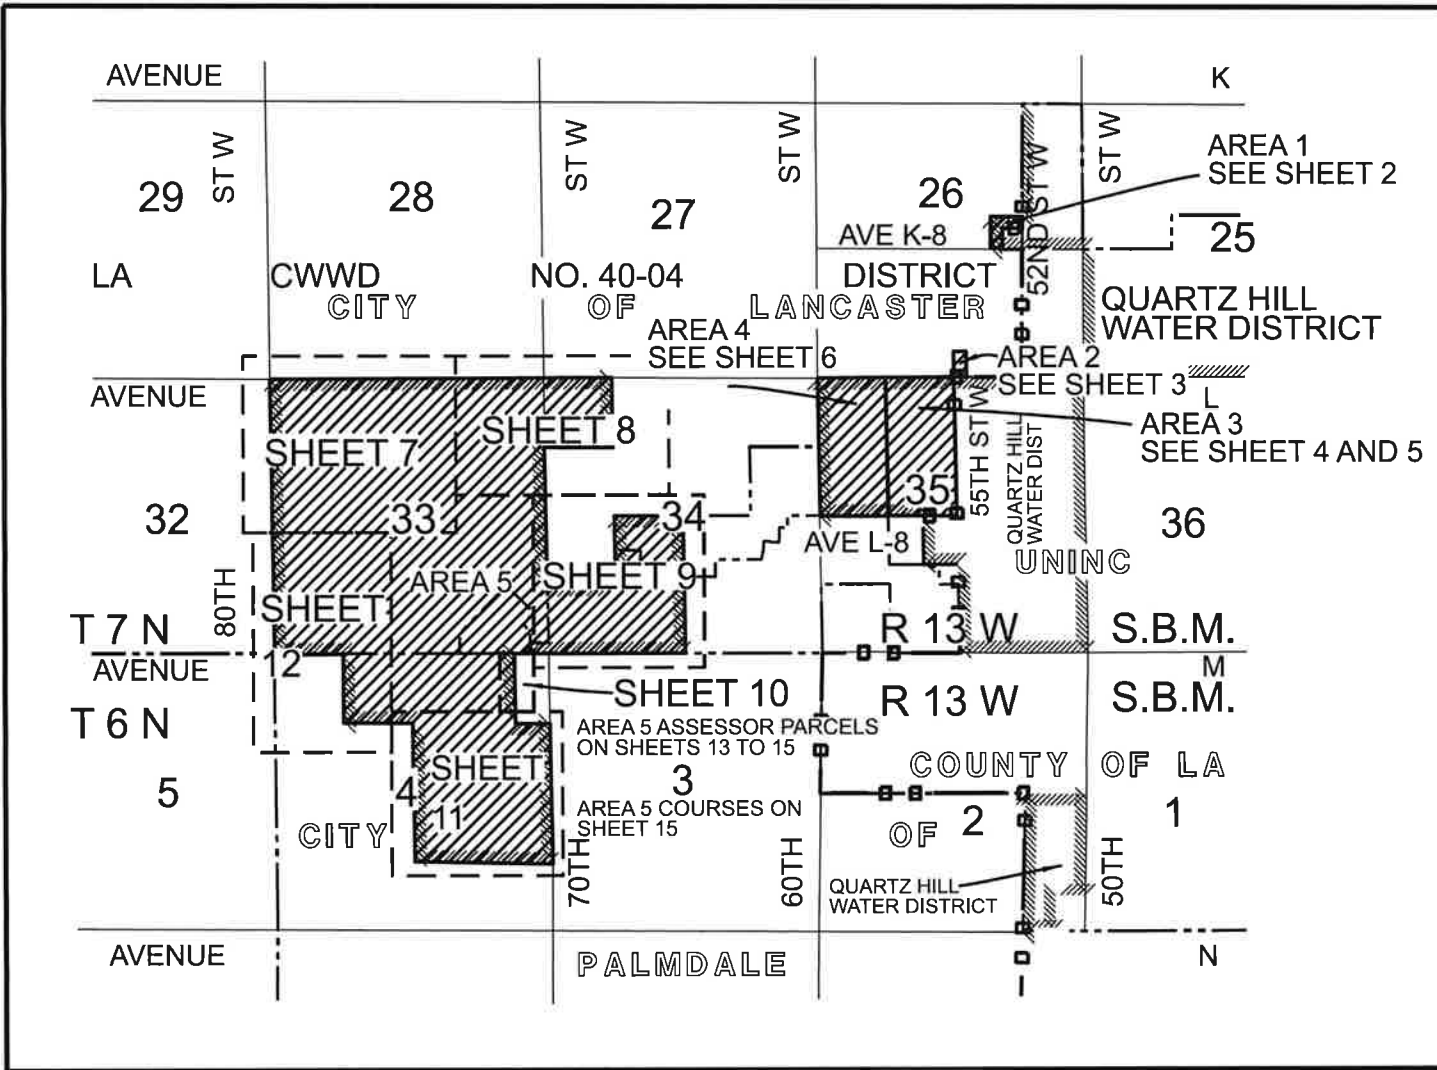 AVENUE
K
ST W
ST W
ST W
52ND ST W
ST W
AREA 1
SEE SHEET 2
29
28
27
26
25
AVE K-8
LA
CWWD
NO. 40-04
DISTRICT
CITY
OF
LANCASTER
QUARTZ HILL
WATER DISTRICT
AREA 4
SEE SHEET 6
AREA 2
SEE SHEET 3
AVENUE
L
AREA 3
SEE SHEET 4 AND 5
SHEET 7
SHEET 8
55TH ST W
QUARTZ HILL
WATER DIST
32
33
34
35
36
AVE L-8
UNINC
80TH
SHEET
12
AREA 5
SHEET 9
T 7 N
R 13 W
S.B.M.
AVENUE
M
T 6 N
SHEET 10
R 13 W
S.B.M.
AREA 5 ASSESSOR PARCELS
ON SHEETS 13 TO 15
COUNTY
OF LA
5
4
SHEET
11
3
2
1
AREA 5 COURSES ON
SHEET 15
CITY
OF
70TH
60TH
50TH
QUARTZ HILL
WATER DISTRICT
AVENUE
PALMDALE
N